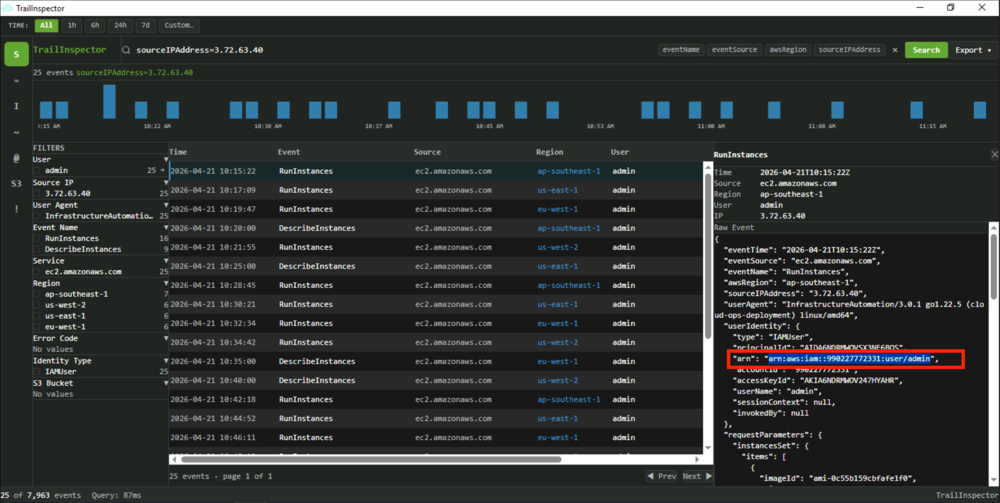 TrailInspector
TIME: All 1h 6h 24h 7d Custom…
S TrailInspector sourceIPAddress=3.72.63.40 eventName eventSource awsRegion sourceIPAddress × Search Export ▾
25 events sourceIPAddress=3.72.63.40
=
I
~
@
S3
!
:15 AM 10:22 AM 10:30 AM 10:37 AM 10:45 AM 10:53 AM 11:00 AM 11:08 AM 11:15 AM
FILTERS
User
admin 25 →
Source IP
3.72.63.40 25
User Agent
InfrastructureAutomatio… 25
Event Name
RunInstances 16
DescribeInstances 9
Service
ec2.amazonaws.com 25
Region
ap-southeast-1 7
us-west-2 6
us-east-1 6
eu-west-1 6
Error Code
No values
Identity Type
IAMUser 25
S3 Bucket
No values
Time Event Source Region User
2026-04-21 10:15:22 RunInstances ec2.amazonaws.com ap-southeast-1 admin
2026-04-21 10:17:09 RunInstances ec2.amazonaws.com us-east-1 admin
2026-04-21 10:19:47 RunInstances ec2.amazonaws.com eu-west-1 admin
2026-04-21 10:20:00 DescribeInstances ec2.amazonaws.com ap-southeast-1 admin
2026-04-21 10:21:55 RunInstances ec2.amazonaws.com us-west-2 admin
2026-04-21 10:25:00 DescribeInstances ec2.amazonaws.com us-east-1 admin
2026-04-21 10:28:45 RunInstances ec2.amazonaws.com ap-southeast-1 admin
2026-04-21 10:30:21 RunInstances ec2.amazonaws.com us-east-1 admin
2026-04-21 10:32:34 RunInstances ec2.amazonaws.com eu-west-1 admin
2026-04-21 10:34:42 RunInstances ec2.amazonaws.com us-west-2 admin
2026-04-21 10:35:00 DescribeInstances ec2.amazonaws.com eu-west-1 admin
2026-04-21 10:40:00 DescribeInstances ec2.amazonaws.com us-west-2 admin
2026-04-21 10:42:18 RunInstances ec2.amazonaws.com ap-southeast-1 admin
2026-04-21 10:44:52 RunInstances ec2.amazonaws.com us-east-1 admin
2026-04-21 10:46:11 RunInstances ec2.amazonaws.com eu-west-1 admin
25 events · page 1 of 1 ◀ Prev Next ▶
RunInstances
Time 2026-04-21T10:15:22Z
Source ec2.amazonaws.com
Region ap-southeast-1
User admin
IP 3.72.63.40
Raw Event
{
"eventTime": "2026-04-21T10:15:22Z",
"eventSource": "ec2.amazonaws.com",
"eventName": "RunInstances",
"awsRegion": "ap-southeast-1",
"sourceIPAddress": "3.72.63.40",
"userAgent": "InfrastructureAutomation/3.0.1 go1.22.5 (clo
ud-ops-deployment) linux/amd64",
"userIdentity": {
"type": "IAMUser",
"principalId":
"arn": "arn:aws:iam::990227772331:user/admin",
"accountId": "990227772331",
"accessKeyId": "AKIA6NDRMWOV247HYAHR",
"userName": "admin",
"sessionContext": null,
"invokedBy": null
},
"requestParameters": {
"instancesSet": {
"items": [
{
"imageId": "ami-0c55b159cbfafe1f0",
25 of 7,963 events Query: 87ms TrailInspector